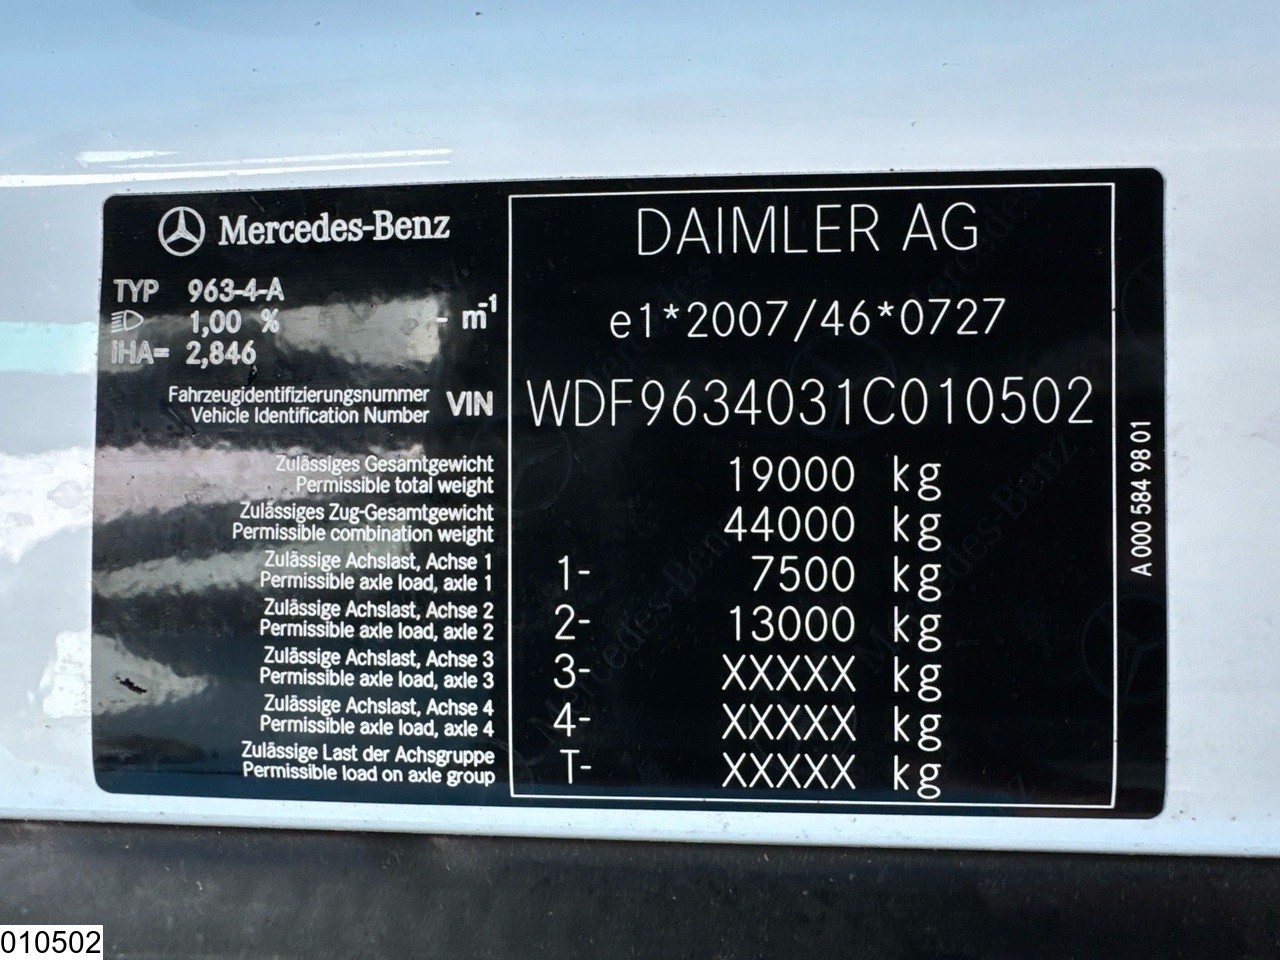 Mercedes-Benz
TYP 963-4-A
1,00 % - m-1
iHA= 2,846
Fahrzeugidentifizierungsnummer
Vehicle Identification Number VIN
Zulässiges Gesamtgewicht
Permissible total weight
Zulässiges Zug-Gesamtgewicht
Permissible combination weight
Zulässige Achslast, Achse 1
Permissible axle load, axle 1
Zulässige Achslast, Achse 2
Permissible axle load, axle 2
Zulässige Achslast, Achse 3
Permissible axle load, axle 3
Zulässige Achslast, Achse 4
Permissible axle load, axle 4
Zulässige Last der Achsgruppe
Permissible load on axle group
DAIMLER AG
e1*2007/46*0727
WDF9634031C010502
19000 kg
44000 kg
1- 7500 kg
2- 13000 kg
3- XXXXX kg
4- XXXXX kg
T- XXXXX kg
A 000 584 98 01
010502